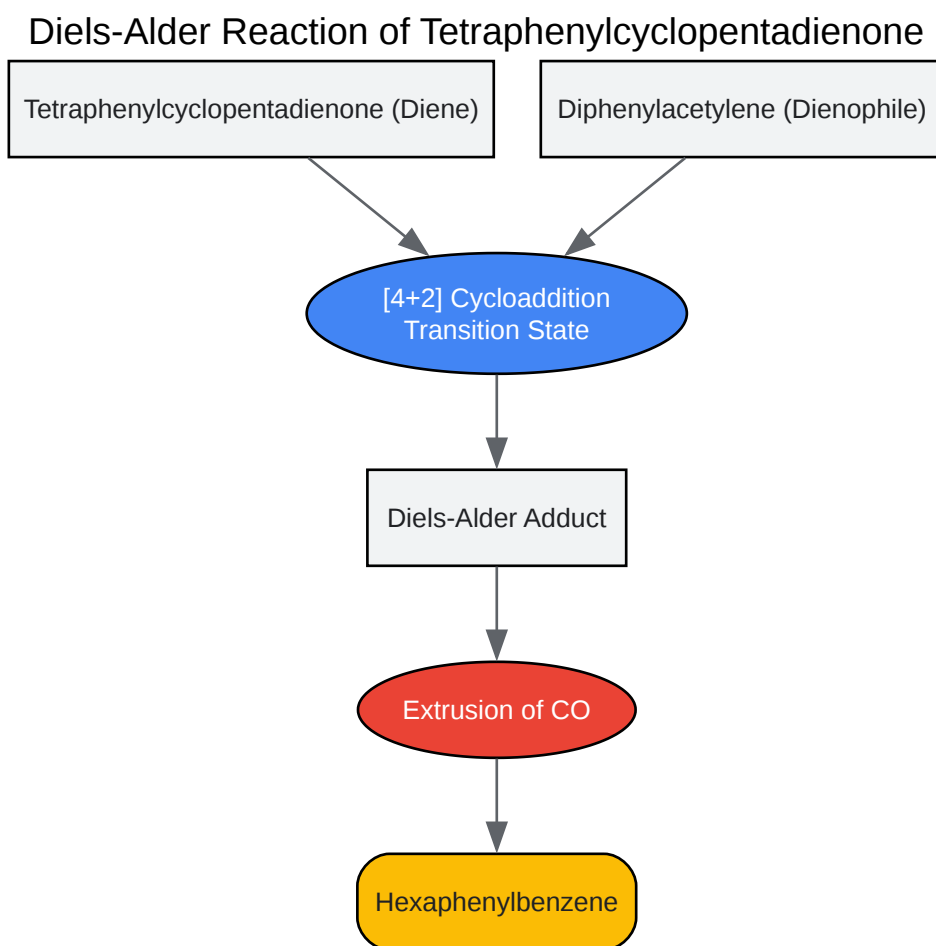 Diels-Alder Reaction of Tetraphenylcyclopentadienone
Tetraphenylcyclopentadienone (Diene)
Diphenylacetylene (Dienophile)
[4+2] Cycloaddition
Transition State
Diels-Alder Adduct
Extrusion of CO
Hexaphenylbenzene